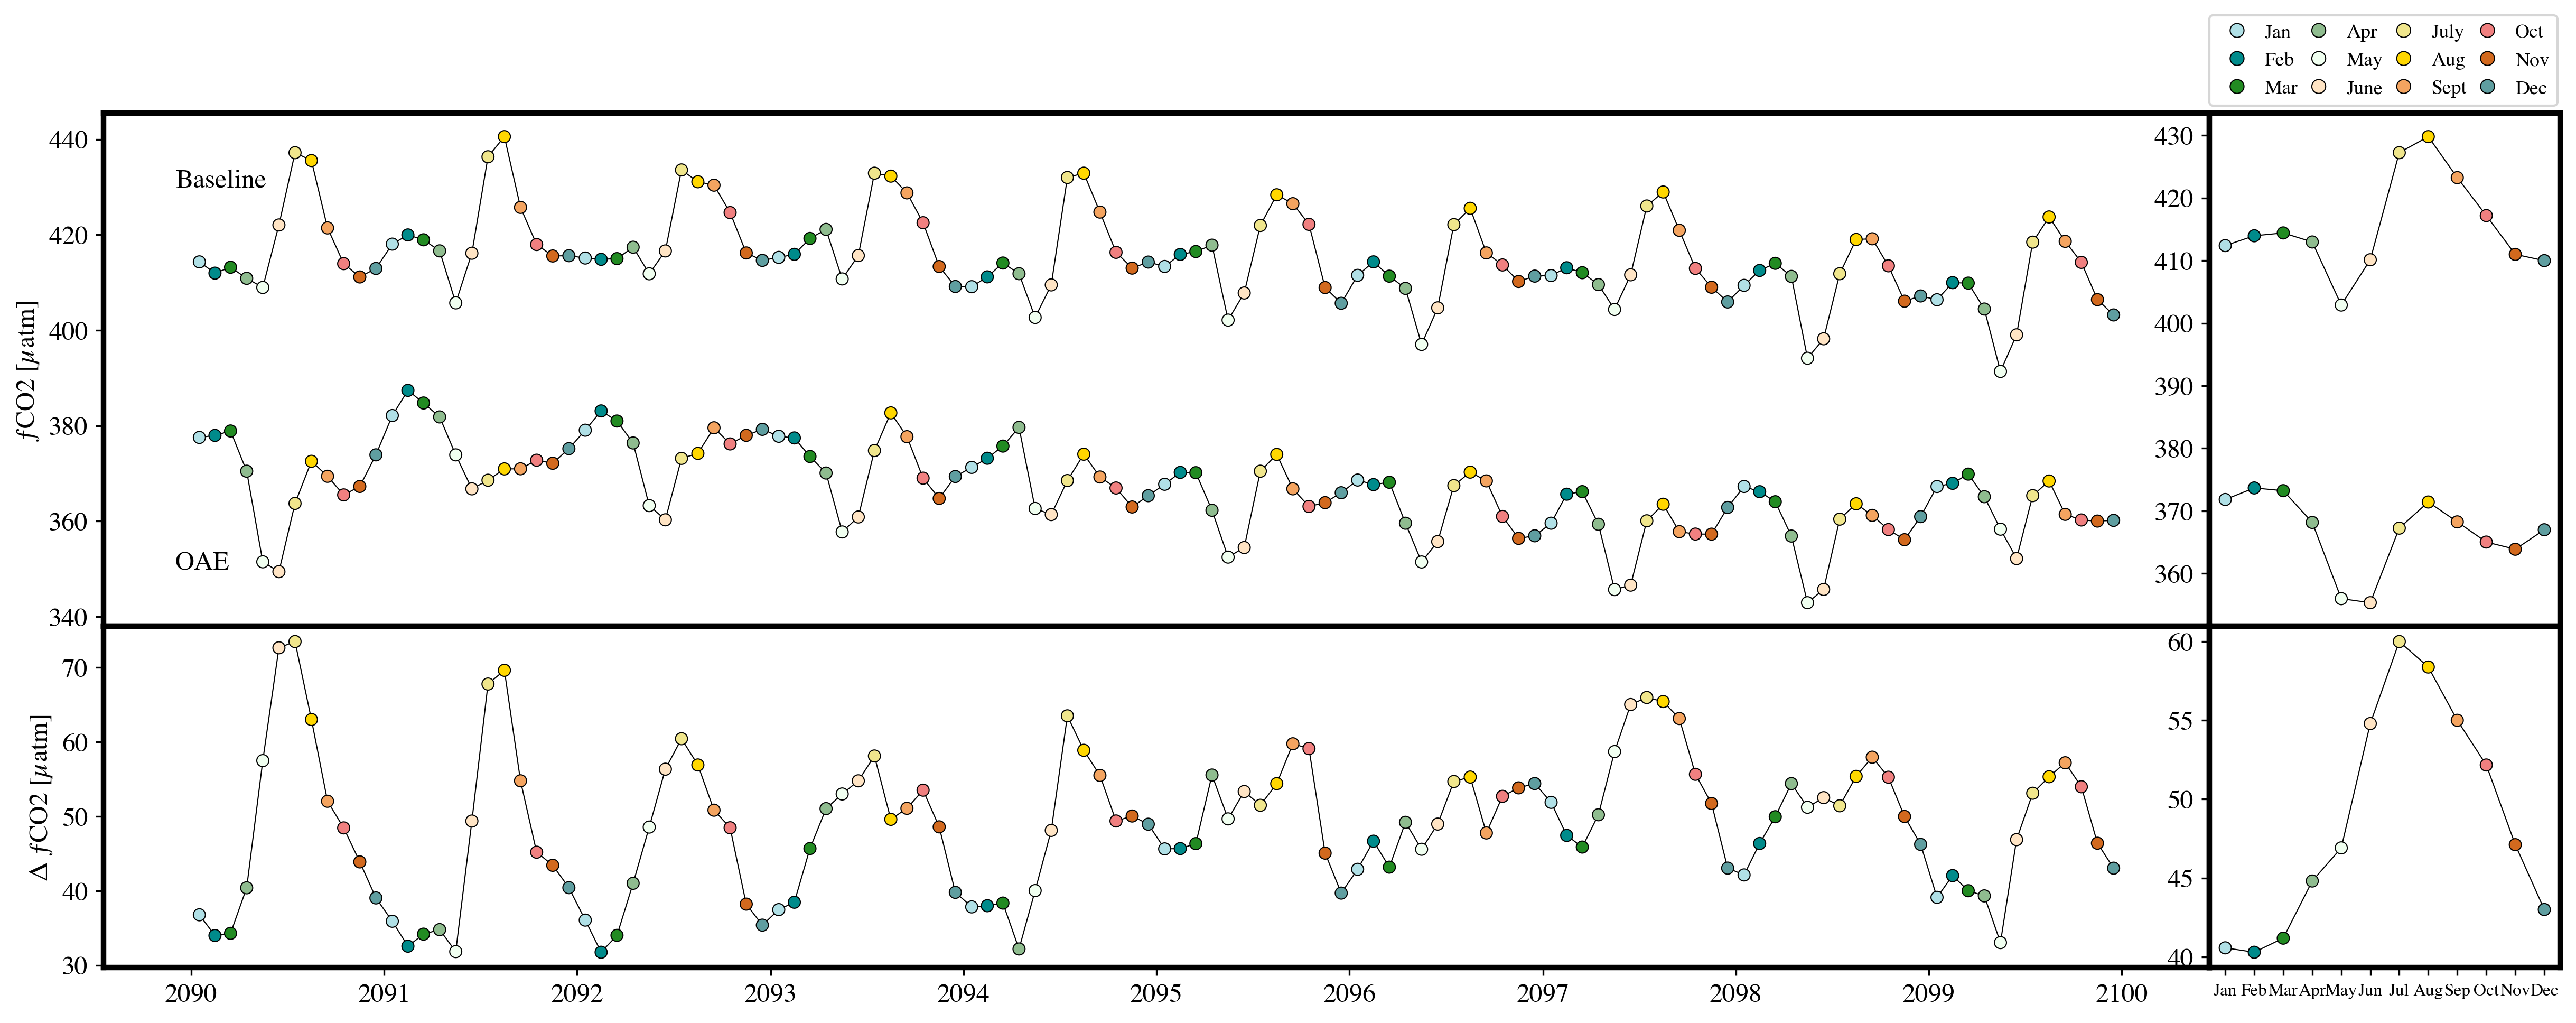 Jan Apr July Oct
Feb May Aug Nov
Mar June Sept Dec
440
420
400
380
360
340
fCO2 [μatm]
Baseline
OAE
430
420
410
400
390
380
370
360
70
60
50
40
30
Δ fCO2 [μatm]
60
55
50
45
40
2090 2091 2092 2093 2094 2095 2096 2097 2098 2099 2100
Jan Feb Mar Apr May Jun Jul Aug Sep Oct Nov Dec